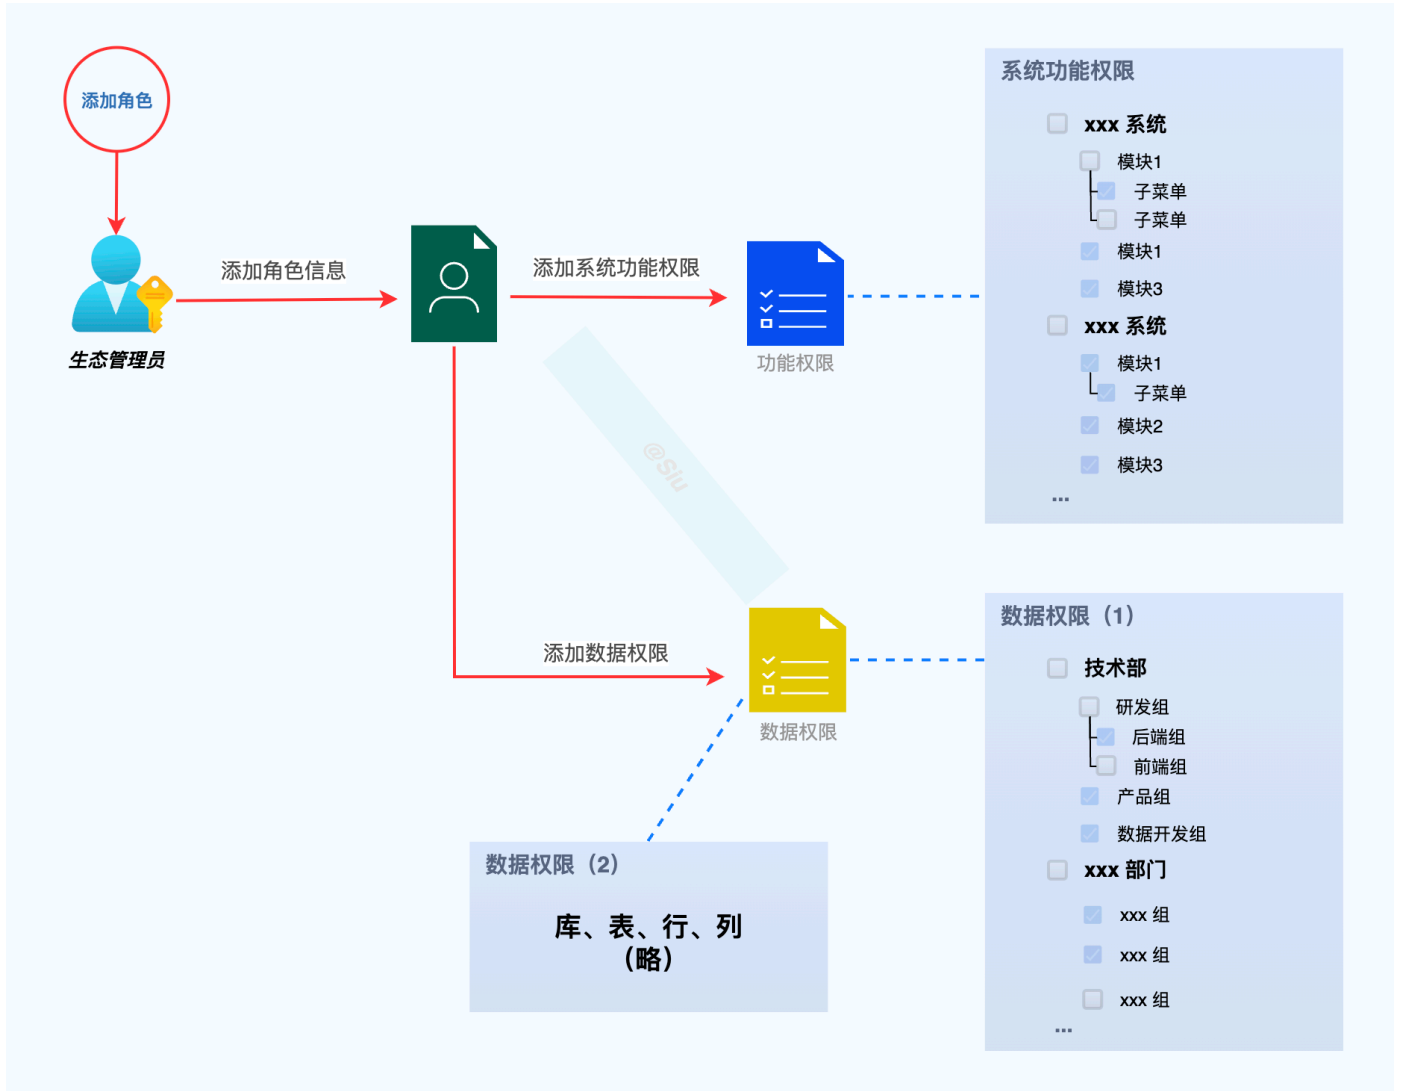 添加角色
生态管理员
添加角色信息
添加系统功能权限
功能权限
系统功能权限
xxx 系统
模块1
子菜单
子菜单
模块1
模块3
xxx 系统
模块1
子菜单
模块2
模块3
...
@Siu
添加数据权限
数据权限
数据权限（1）
技术部
研发组
后端组
前端组
产品组
数据开发组
xxx 部门
xxx 组
xxx 组
xxx 组
...
数据权限（2）
库、表、行、列
（略）